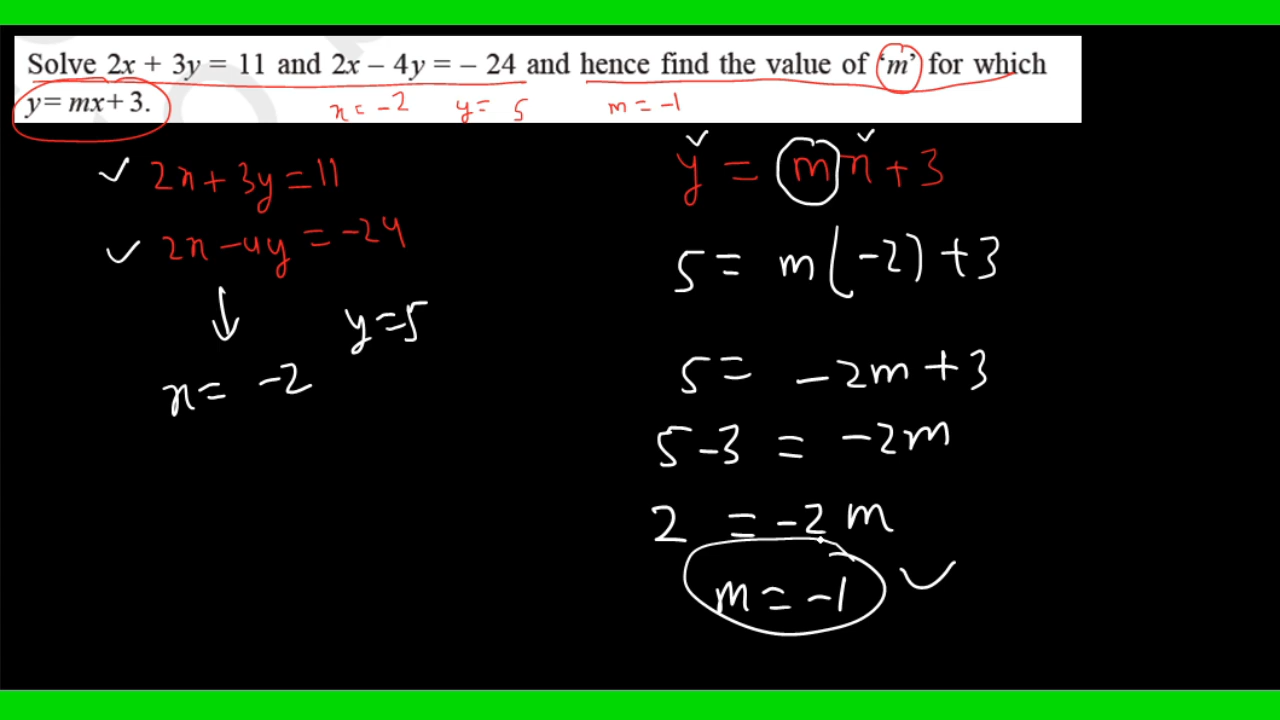 Solve 2x + 3y = 11 and 2x – 4y = – 24 and hence find the value of ‘m’ for which
y= mx+ 3.
x = -2 y = 5 m = -1
2x + 3y = 11
2x - 4y = -24
y = 5
x = -2
y = mx + 3
5 = m(-2) + 3
5 = -2m + 3
5 - 3 = -2m
2 = -2m
m = -1